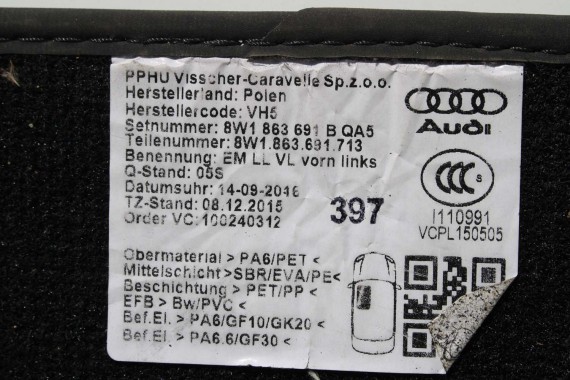 PPHU Visscher-Caravelle Sp.z.o.o.
Herstellerland: Polen
Herstellercode: VH5
Setnummer: 8W1 863 691 B QA5
Teilenummer: 8W1.863.691.713
Benennung: EM LL VL vorn links
Q-Stand: 05S
Datumsuhr: 14-09-2016
TZ-Stand: 08.12.2015
Order VC: 100240312
397
Audi
CCC S
I110991
VCPL150505
Obermaterial > PA6/PET <
Mittelschicht >SBR/EVA/PE<
Beschichtung > PET/PP <
EFB > Bw/PVC <
Bef.El. > PA6/GF10/GK20 <
Bef.El. > PA6.6/GF30 <